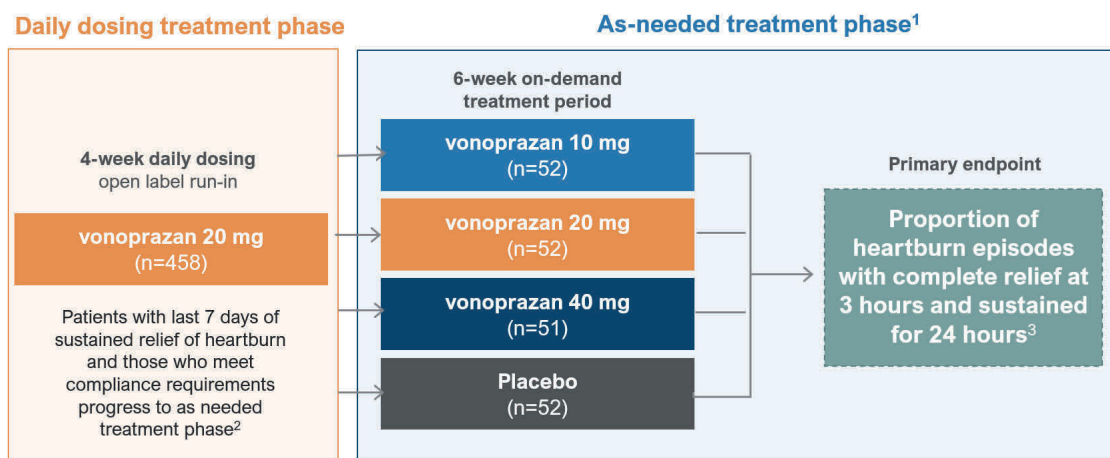 Daily dosing treatment phase
4-week daily dosing
open label run-in
vonoprazan 20 mg
(n=458)
Patients with last 7 days of
sustained relief of heartburn
and those who meet
compliance requirements
progress to as needed
treatment phase²
As-needed treatment phase¹
6-week on-demand
treatment period
vonoprazan 10 mg
(n=52)
vonoprazan 20 mg
(n=52)
vonoprazan 40 mg
(n=51)
Placebo
(n=52)
Primary endpoint
Proportion of
heartburn episodes
with complete relief at
3 hours and sustained
for 24 hours³